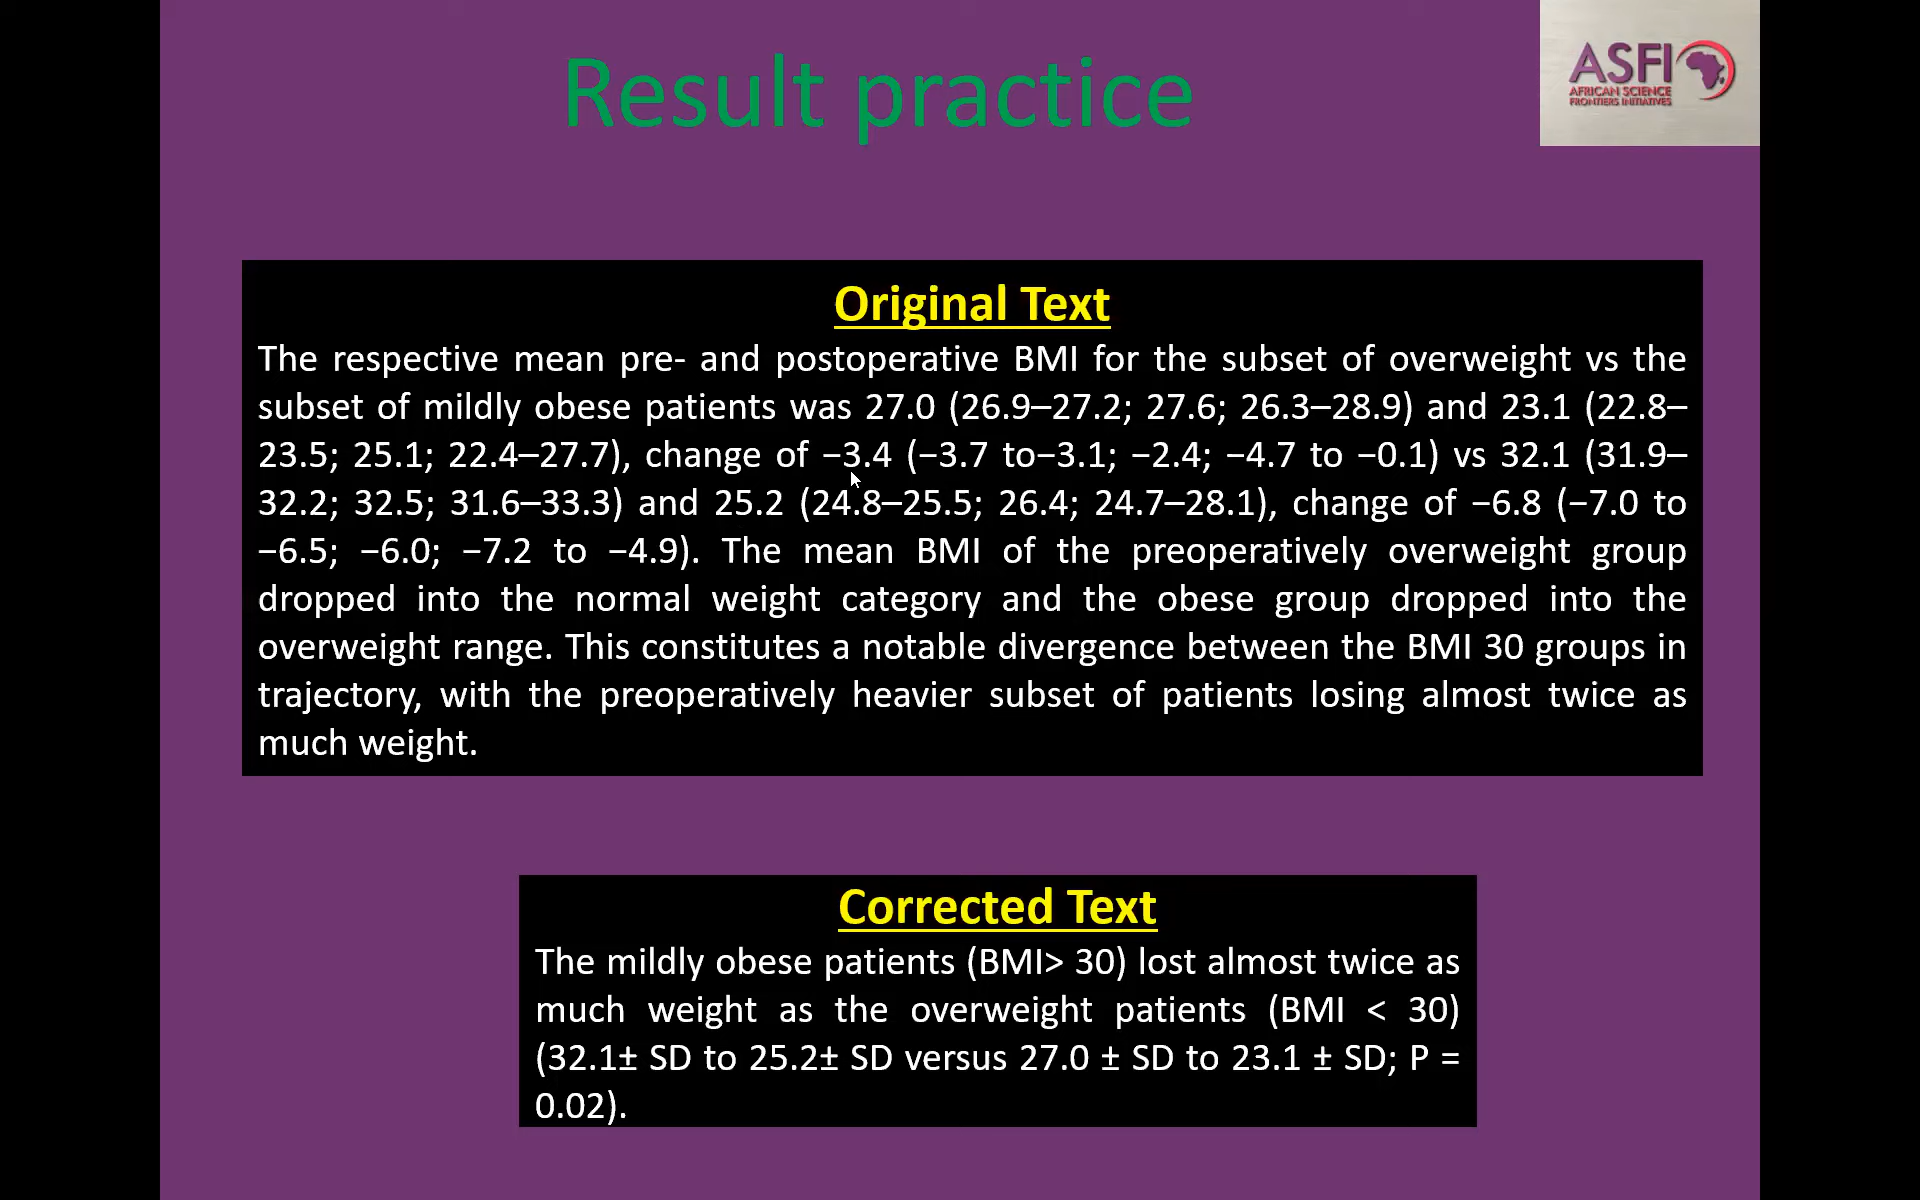 Result practice
ASFI
AFRICAN SCIENCE
FRONTIERS INITIATIVES
Original Text
The respective mean pre- and postoperative BMI for the subset of overweight vs the
subset of mildly obese patients was 27.0 (26.9–27.2; 27.6; 26.3–28.9) and 23.1 (22.8–
23.5; 25.1; 22.4–27.7), change of −3.4 (−3.7 to−3.1; −2.4; −4.7 to −0.1) vs 32.1 (31.9–
32.2; 32.5; 31.6–33.3) and 25.2 (24.8–25.5; 26.4; 24.7–28.1), change of −6.8 (−7.0 to
−6.5; −6.0; −7.2 to −4.9). The mean BMI of the preoperatively overweight group
dropped into the normal weight category and the obese group dropped into the
overweight range. This constitutes a notable divergence between the BMI 30 groups in
trajectory, with the preoperatively heavier subset of patients losing almost twice as
much weight.
Corrected Text
The mildly obese patients (BMI> 30) lost almost twice as
much weight as the overweight patients (BMI < 30)
(32.1± SD to 25.2± SD versus 27.0 ± SD to 23.1 ± SD; P =
0.02).